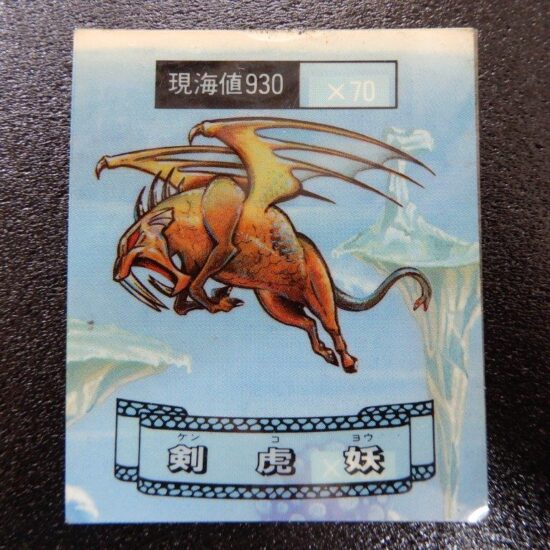 現海値930 ×70
ケン コ ヨウ
剣 虎 妖
×